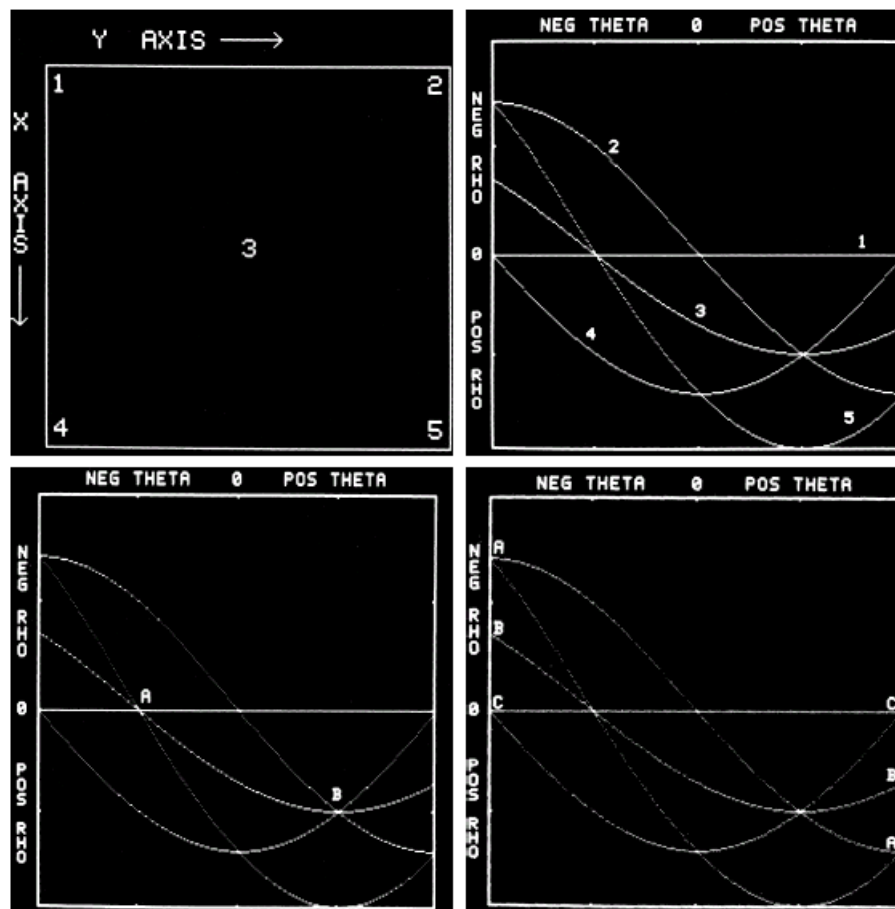 Y AXIS
1
2
X AXIS
3
4
5
NEG THETA 0 POS THETA
NEG RHO
0
POS RHO
2
1
3
4
5
NEG THETA 0 POS THETA
NEG RHO
0
POS RHO
A
B
NEG THETA 0 POS THETA
NEG RHO
0
POS RHO
A
B
C
C
B
A